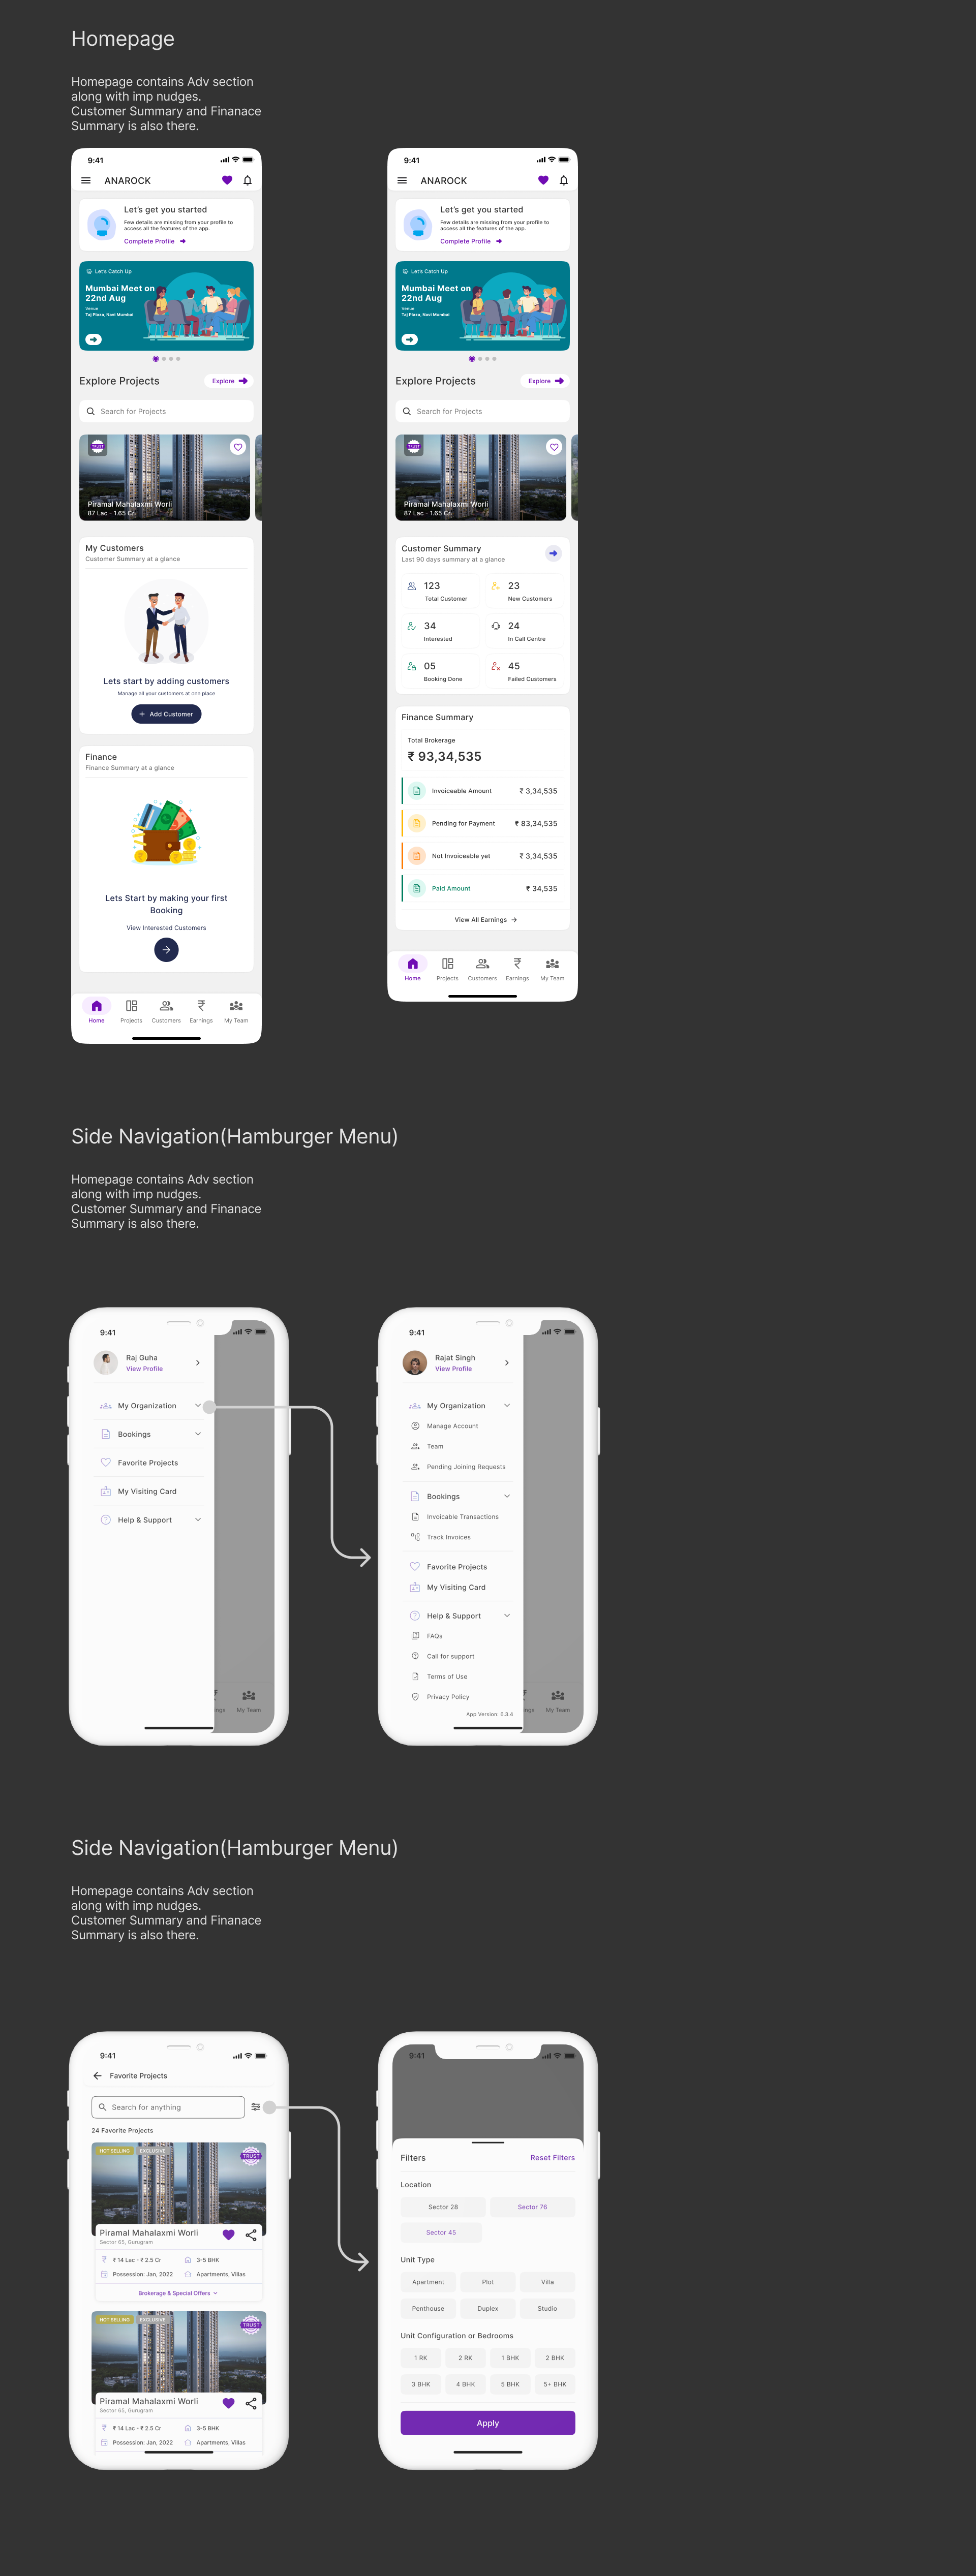 Homepage
Homepage contains Adv section
along with imp nudges.
Customer Summary and Finanace
Summary is also there.
9:41
ANAROCK
Let's get you started
Few details are missing from your profile to
access all the features of the app.
Complete Profile
Let's Catch Up
Mumbai Meet on
22nd Aug
Venue
Taj Plaza, Navi Mumbai
Explore Projects
Explore
Search for Projects
TRUST
Piramal Mahalaxmi Worli
87 Lac - 1.65 Cr
My Customers
Customer Summary at a glance
Lets start by adding customers
Manage all your customers at one place
+ Add Customer
Finance
Finance Summary at a glance
Lets Start by making your first
Booking
View Interested Customers
Home
Projects
Customers
Earnings
My Team
9:41
ANAROCK
Let's get you started
Few details are missing from your profile to
access all the features of the app.
Complete Profile
Let's Catch Up
Mumbai Meet on
22nd Aug
Venue
Taj Plaza, Navi Mumbai
Explore Projects
Explore
Search for Projects
TRUST
Piramal Mahalaxmi Worli
87 Lac - 1.65 Cr
Customer Summary
Last 90 days summary at a glance
123
Total Customer
23
New Customers
34
Interested
24
In Call Centre
05
Booking Done
45
Failed Customers
Finance Summary
Total Brokerage
₹ 93,34,535
Invoiceable Amount
₹ 3,34,535
Pending for Payment
₹ 83,34,535
Not Invoiceable yet
₹ 3,34,535
Paid Amount
₹ 34,535
View All Earnings
Home
Projects
Customers
Earnings
My Team
Side Navigation(Hamburger Menu)
Homepage contains Adv section
along with imp nudges.
Customer Summary and Finanace
Summary is also there.
9:41
Raj Guha
View Profile
My Organization
Bookings
Favorite Projects
My Visiting Card
Help & Support
ngs
My Team
9:41
Rajat Singh
View Profile
My Organization
Manage Account
Team
Pending Joining Requests
Bookings
Invoicable Transactions
Track Invoices
Favorite Projects
My Visiting Card
Help & Support
FAQs
Call for support
Terms of Use
Privacy Policy
App Version: 6.3.4
ngs
My Team
Side Navigation(Hamburger Menu)
Homepage contains Adv section
along with imp nudges.
Customer Summary and Finanace
Summary is also there.
9:41
Favorite Projects
Search for anything
24 Favorite Projects
HOT SELLING
EXCLUSIVE
TRUST
Piramal Mahalaxmi Worli
Sector 65, Gurugram
₹ ₹ 14 Lac - ₹ 2.5 Cr
3-5 BHK
Possession: Jan, 2022
Apartments, Villas
Brokerage & Special Offers
HOT SELLING
EXCLUSIVE
TRUST
Piramal Mahalaxmi Worli
Sector 65, Gurugram
₹ ₹ 14 Lac - ₹ 2.5 Cr
3-5 BHK
Possession: Jan, 2022
Apartments, Villas
9:41
Filters
Reset Filters
Location
Sector 28
Sector 76
Sector 45
Unit Type
Apartment
Plot
Villa
Penthouse
Duplex
Studio
Unit Configuration or Bedrooms
1 RK
2 RK
1 BHK
2 BHK
3 BHK
4 BHK
5 BHK
5+ BHK
Apply